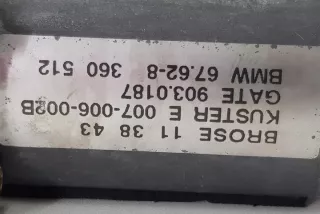 BROSE 11 38 43
KUSTER E 007-006-002B
GATE 903.0187
BMW 67.62-8 360 512